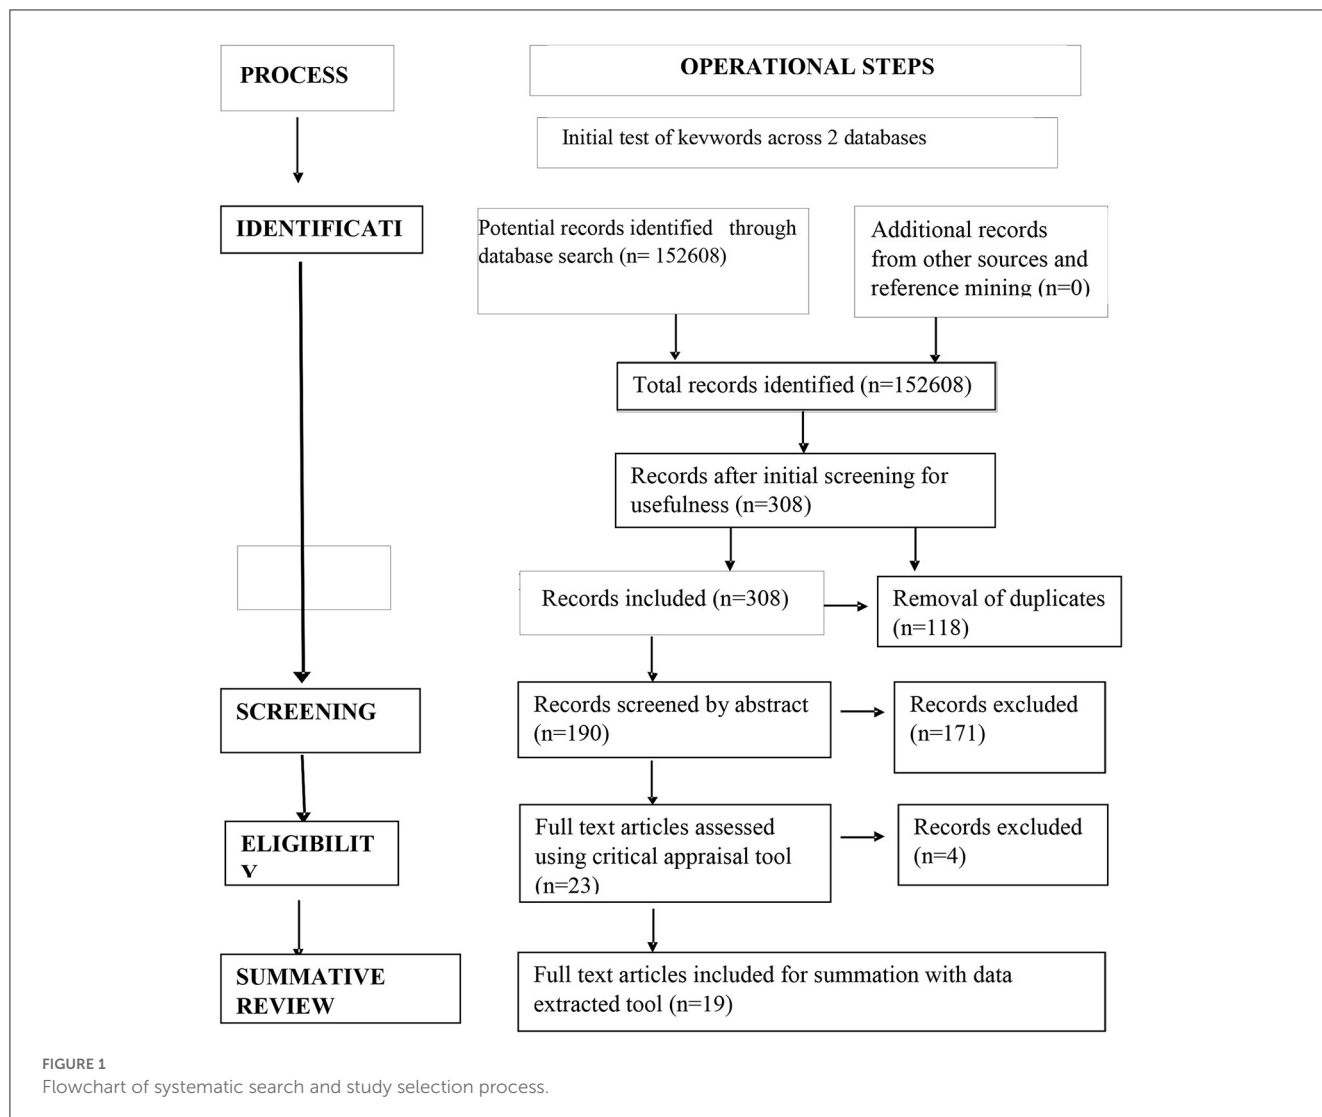 PROCESS
OPERATIONAL STEPS
Initial test of kevwords across 2 databases
IDENTIFICATI
Potential records identified through
database search (n= 152608)
Additional records
from other sources and
reference mining (n=0)
Total records identified (n=152608)
Records after initial screening for
usefulness (n=308)
Records included (n=308)
Removal of duplicates
(n=118)
SCREENING
Records screened by abstract
(n=190)
Records excluded
(n=171)
ELIGIBILIT
Y
Full text articles assessed
using critical appraisal tool
(n=23)
Records excluded
(n=4)
SUMMATIVE
REVIEW
Full text articles included for summation with data
extracted tool (n=19)
FIGURE 1
Flowchart of systematic search and study selection process.